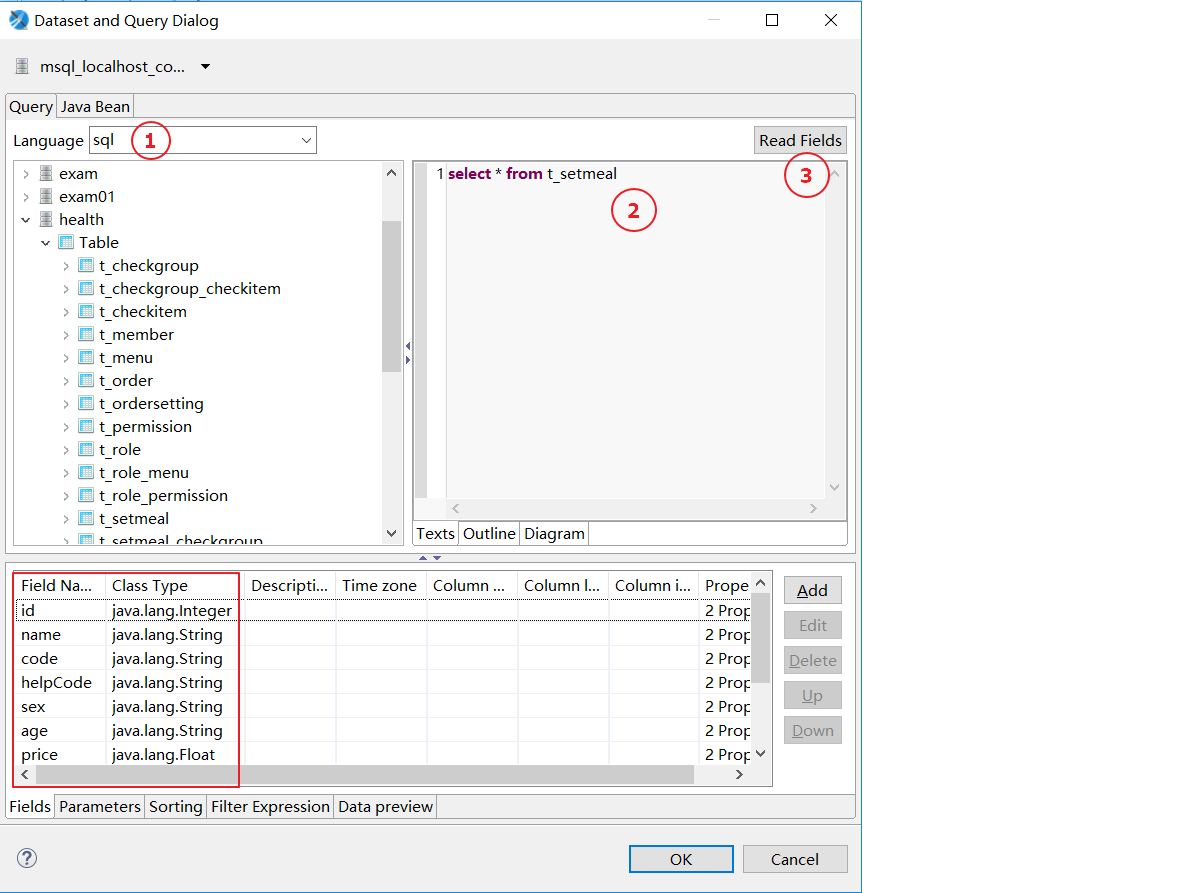 Dataset and Query Dialog
msql_localhost_co...
Query Java Bean
Language sql 1 Read Fields
exam
exam01
health
Table
t_checkgroup
t_checkgroup_checkitem
t_checkitem
t_member
t_menu
t_order
t_ordersetting
t_permission
t_role
t_role_menu
t_role_permission
t_setmeal
t_setmeal_checkgroup
1 select * from t_setmeal
3
2
Texts Outline Diagram
Field Na... Class Type Descripti... Time zone Column ... Column l... Column i... Prope
id java.lang.Integer 2 Prop
name java.lang.String 2 Prop
code java.lang.String 2 Prop
helpCode java.lang.String 2 Prop
sex java.lang.String 2 Prop
age java.lang.String 2 Prop
price java.lang.Float 2 Prop
Add
Edit
Delete
Up
Down
Fields Parameters Sorting Filter Expression Data preview
? OK Cancel